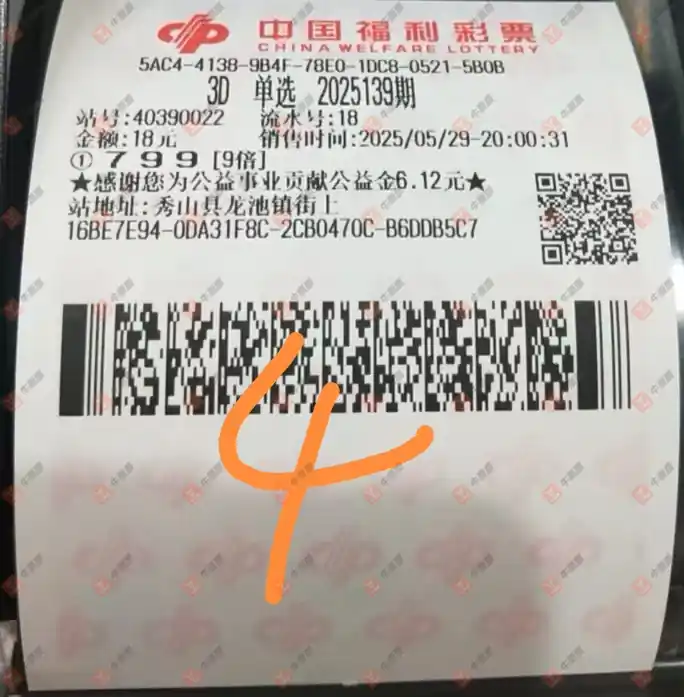 中国福利彩票
CHINA WELFARE LOTTERY
5AC4-4138-9B4F-78E0-1DC8-0521-5B0B
3D 单选 2025139期
站号:40390022 流水号:18
金额:18元 销售时间:2025/05/29-20:00:31
① 7 9 9 [9倍]
★感谢您为公益事业贡献公益金6.12元★
站地址:秀山县龙池镇街上
16BE7E94-0DA31F8C-2CB0470C-B6DDB5C7
4